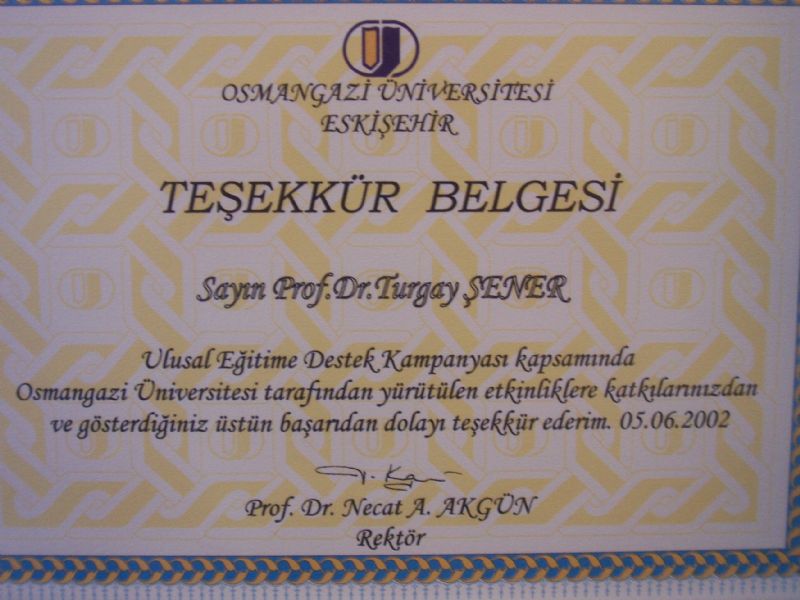 OSMANGAZİ ÜNİVERSİTESİ
ESKİŞEHİR
TEŞEKKÜR BELGESİ
Sayın Prof.Dr.Turgay ŞENER
Ulusal Eğitime Destek Kampanyası kapsamında
Osmangazi Üniversitesi tarafından yürütülen etkinliklere katkılarınızdan
ve gösterdiğiniz üstün başarıdan dolayı teşekkür ederim. 05.06.2002
Prof. Dr. Necat A. AKGÜN
Rektör